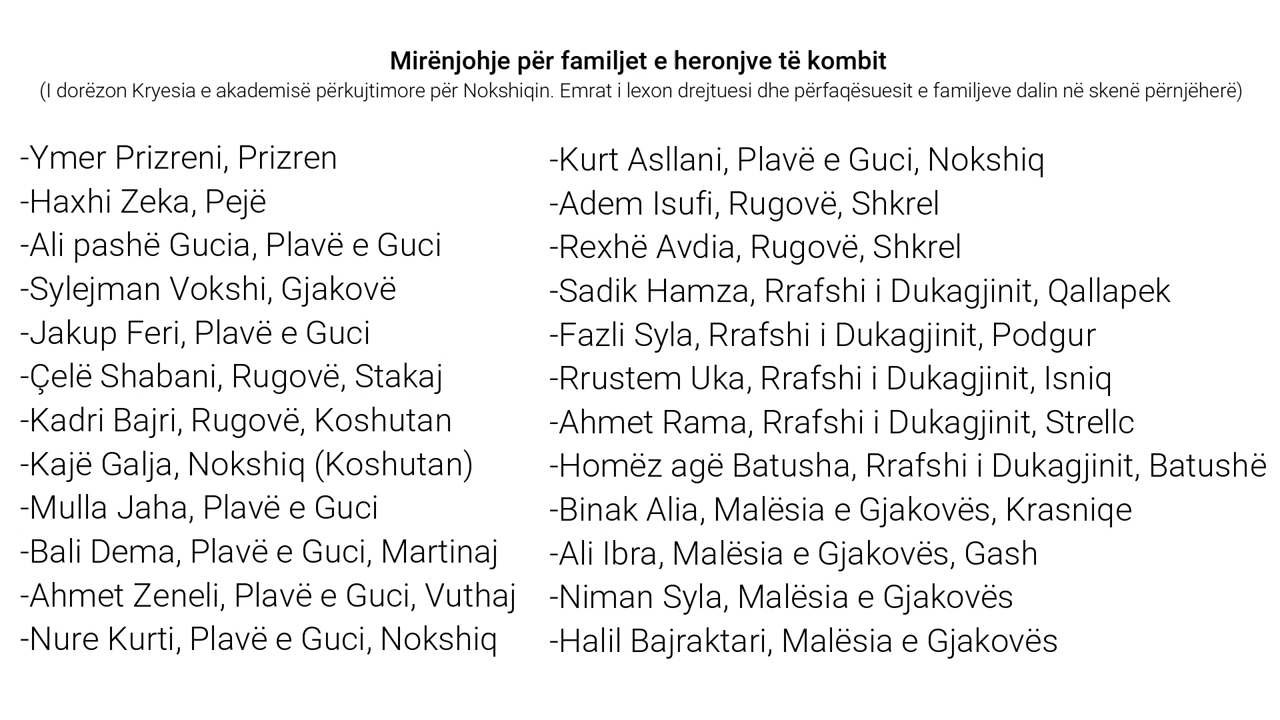 Mirënjohje për familjet e heronjve të kombit
(I dorëzon Kryesia e akademisë përkujtimore për Nokshiqin. Emrat i lexon drejtuesi dhe përfaqësuesit e familjeve dalin në skenë përnjëherë)
-Ymer Prizreni, Prizren
-Haxhi Zeka, Pejë
-Ali pashë Gucia, Plavë e Guci
-Sylejman Vokshi, Gjakovë
-Jakup Feri, Plavë e Guci
-Çelë Shabani, Rugovë, Stakaj
-Kadri Bajri, Rugovë, Koshutan
-Kajë Galja, Nokshiq (Koshutan)
-Mulla Jaha, Plavë e Guci
-Bali Dema, Plavë e Guci, Martinaj
-Ahmet Zeneli, Plavë e Guci, Vuthaj
-Nure Kurti, Plavë e Guci, Nokshiq
-Kurt Asllani, Plavë e Guci, Nokshiq
-Adem Isufi, Rugovë, Shkrel
-Rexhë Avdia, Rugovë, Shkrel
-Sadik Hamza, Rrafshi i Dukagjinit, Qallapek
-Fazli Syla, Rrafshi i Dukagjinit, Podgur
-Rrustem Uka, Rrafshi i Dukagjinit, Isniq
-Ahmet Rama, Rrafshi i Dukagjinit, Strellc
-Homëz agë Batusha, Rrafshi i Dukagjinit, Batushë
-Binak Alia, Malësia e Gjakovës, Krasniqe
-Ali Ibra, Malësia e Gjakovës, Gash
-Niman Syla, Malësia e Gjakovës
-Halil Bajraktari, Malësia e Gjakovës